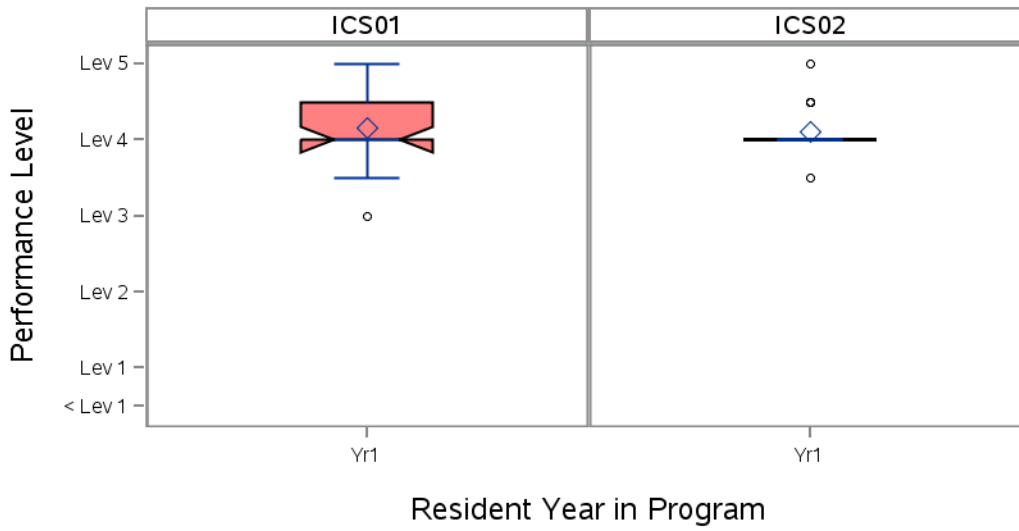 ICS01
ICS02
Performance Level
Lev 5
Lev 4
Lev 3
Lev 2
Lev 1
< Lev 1
Yr1
Yr1
Resident Year in Program